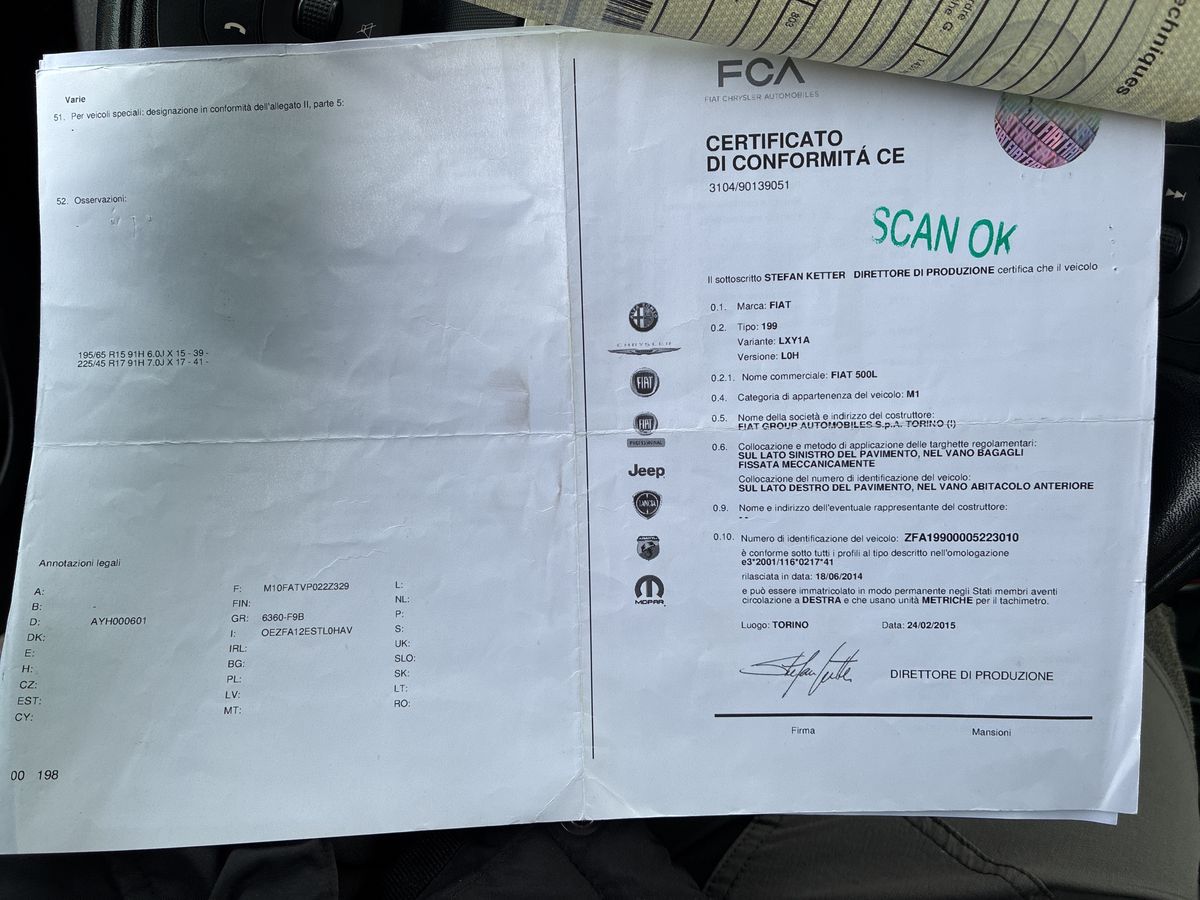 echniques
Varie
51. Per veicoli speciali: designazione in conformità dell'allegato II, parte 5:
-
52. Osservazioni:
-
195/65 R15 91H 6.0J X 15 - 39 -
225/45 R17 91H 7.0J X 17 - 41 -
Annotazioni legali
A:
B: -
D: AYH000601
DK:
E:
H:
CZ:
EST:
CY:
F: M10FATVP022Z329
FIN:
GR: 6360-F9B
I: OEZFA12ESTL0HAV
IRL:
BG:
PL:
LV:
MT:
L:
NL:
P:
S:
UK:
SLO:
SK:
LT:
RO:
00 198
FCA
FIAT CHRYSLER AUTOMOBILES
CERTIFICATO
DI CONFORMITÁ CE
3104/90139051
SCAN OK
Il sottoscritto STEFAN KETTER DIRETTORE DI PRODUZIONE certifica che il veicolo
0.1. Marca: FIAT
0.2. Tipo: 199
Variante: LXY1A
Versione: L0H
0.2.1. Nome commerciale: FIAT 500L
0.4. Categoria di appartenenza del veicolo: M1
0.5. Nome della società e indirizzo del costruttore:
FIAT GROUP AUTOMOBILES S.p.A. TORINO (I)
0.6. Collocazione e metodo di applicazione delle targhette regolamentari:
SUL LATO SINISTRO DEL PAVIMENTO, NEL VANO BAGAGLI
FISSATA MECCANICAMENTE
Collocazione del numero di identificazione del veicolo:
SUL LATO DESTRO DEL PAVIMENTO, NEL VANO ABITACOLO ANTERIORE
0.9. Nome e indirizzo dell'eventuale rappresentante del costruttore:
- -
0.10. Numero di identificazione del veicolo: ZFA19900005223010
è conforme sotto tutti i profili al tipo descritto nell'omologazione
e3*2001/116*0217*41
rilasciata in data: 18/06/2014
e può essere immatricolato in modo permanente negli Stati membri aventi
circolazione a DESTRA e che usano unità METRICHE per il tachimetro.
Luogo: TORINO Data: 24/02/2015
Stefan Ketter
DIRETTORE DI PRODUZIONE
Firma Mansioni
CHRYSLER
FIAT
FIAT
PROFESSIONAL
Jeep
LANCIA
MOPAR